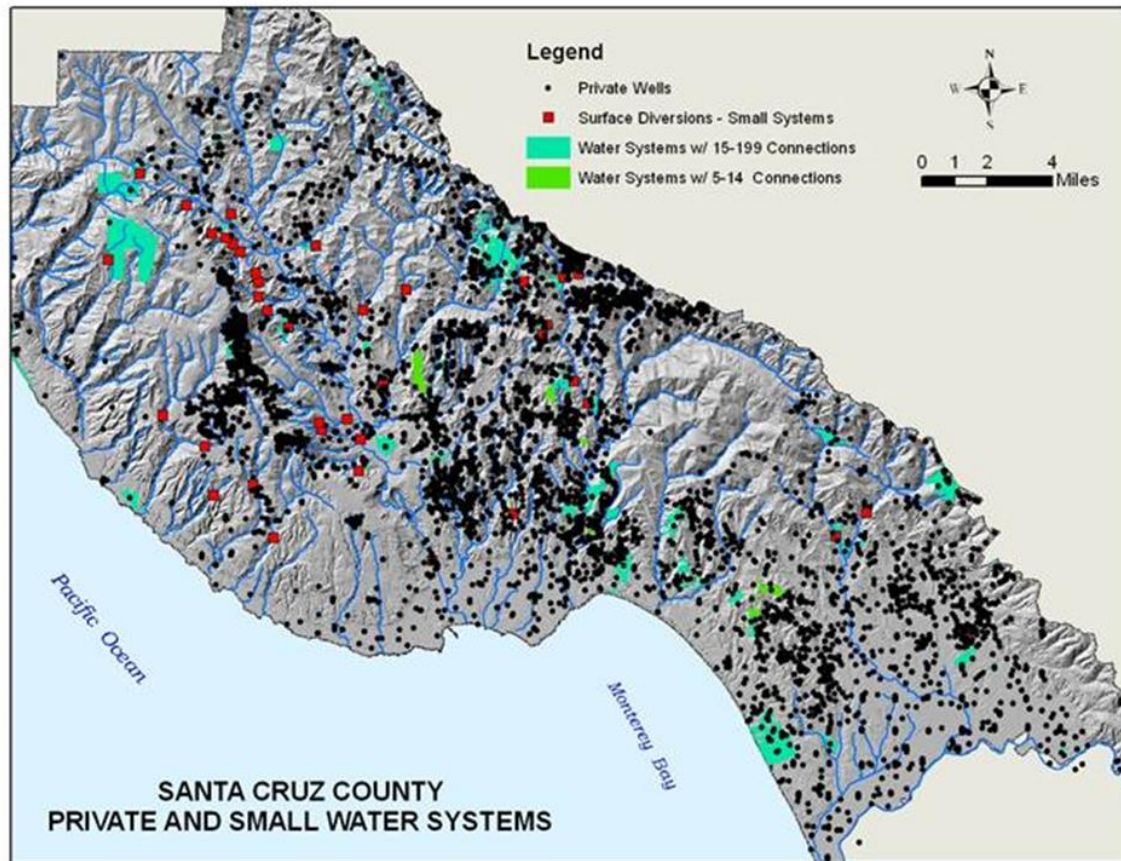 Legend
Private Wells
Surface Diversions - Small Systems
Water Systems w/ 15-199 Connections
Water Systems w/ 5-14 Connections
N
W E
S
0 1 2 4
Miles
Pacific Ocean
Monterey Bay
SANTA CRUZ COUNTY
PRIVATE AND SMALL WATER SYSTEMS